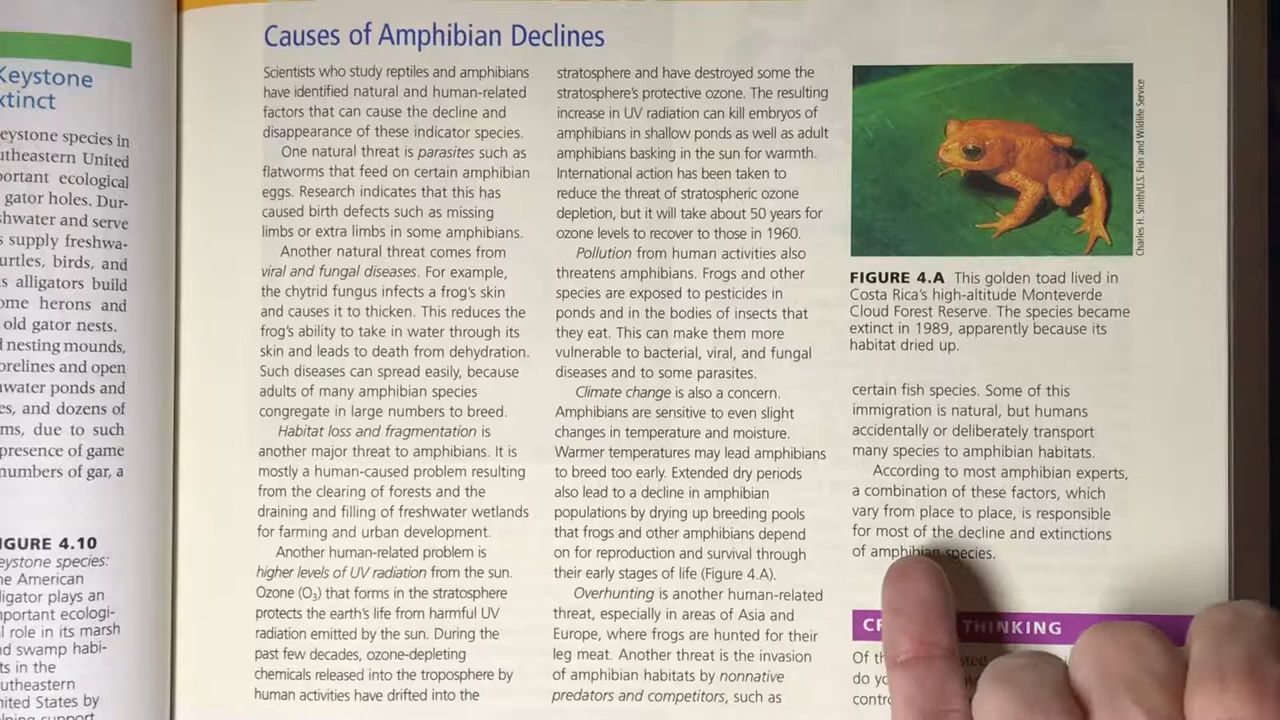 Keystone
xtinct
eystone species in
utheastern United
portant ecological
gator holes. Dur-
shwater and serve
s supply freshwa-
urtles, birds, and
s alligators build
ome herons and
old gator nests.
d nesting mounds,
orelines and open
water ponds and
es, and dozens of
ms, due to such
presence of game
numbers of gar, a
IGURE 4.10
eystone species:
he American
ligator plays an
portant ecologi-
l role in its marsh
nd swamp habi-
ts in the
outheastern
nited States by
Causes of Amphibian Declines
Scientists who study reptiles and amphibians
have identified natural and human-related
factors that can cause the decline and
disappearance of these indicator species.
One natural threat is parasites such as
flatworms that feed on certain amphibian
eggs. Research indicates that this has
caused birth defects such as missing
limbs or extra limbs in some amphibians.
Another natural threat comes from
viral and fungal diseases. For example,
the chytrid fungus infects a frog's skin
and causes it to thicken. This reduces the
frog's ability to take in water through its
skin and leads to death from dehydration.
Such diseases can spread easily, because
adults of many amphibian species
congregate in large numbers to breed.
Habitat loss and fragmentation is
another major threat to amphibians. It is
mostly a human-caused problem resulting
from the clearing of forests and the
draining and filling of freshwater wetlands
for farming and urban development.
Another human-related problem is
higher levels of UV radiation from the sun.
Ozone (O₃) that forms in the stratosphere
protects the earth's life from harmful UV
radiation emitted by the sun. During the
past few decades, ozone-depleting
chemicals released into the troposphere by
human activities have drifted into the
stratosphere and have destroyed some the
stratosphere's protective ozone. The resulting
increase in UV radiation can kill embryos of
amphibians in shallow ponds as well as adult
amphibians basking in the sun for warmth.
International action has been taken to
reduce the threat of stratospheric ozone
depletion, but it will take about 50 years for
ozone levels to recover to those in 1960.
Pollution from human activities also
threatens amphibians. Frogs and other
species are exposed to pesticides in
ponds and in the bodies of insects that
they eat. This can make them more
vulnerable to bacterial, viral, and fungal
diseases and to some parasites.
Climate change is also a concern.
Amphibians are sensitive to even slight
changes in temperature and moisture.
Warmer temperatures may lead amphibians
to breed too early. Extended dry periods
also lead to a decline in amphibian
populations by drying up breeding pools
that frogs and other amphibians depend
on for reproduction and survival through
their early stages of life (Figure 4.A).
Overhunting is another human-related
threat, especially in areas of Asia and
Europe, where frogs are hunted for their
leg meat. Another threat is the invasion
of amphibian habitats by nonnative
predators and competitors, such as
Charles H. Smith/U.S. Fish and Wildlife Service
FIGURE 4.A This golden toad lived in
Costa Rica's high-altitude Monteverde
Cloud Forest Reserve. The species became
extinct in 1989, apparently because its
habitat dried up.
certain fish species. Some of this
immigration is natural, but humans
accidentally or deliberately transport
many species to amphibian habitats.
According to most amphibian experts,
a combination of these factors, which
vary from place to place, is responsible
for most of the decline and extinctions
of amphibian species.
THINKING
Of th
do yo
contr